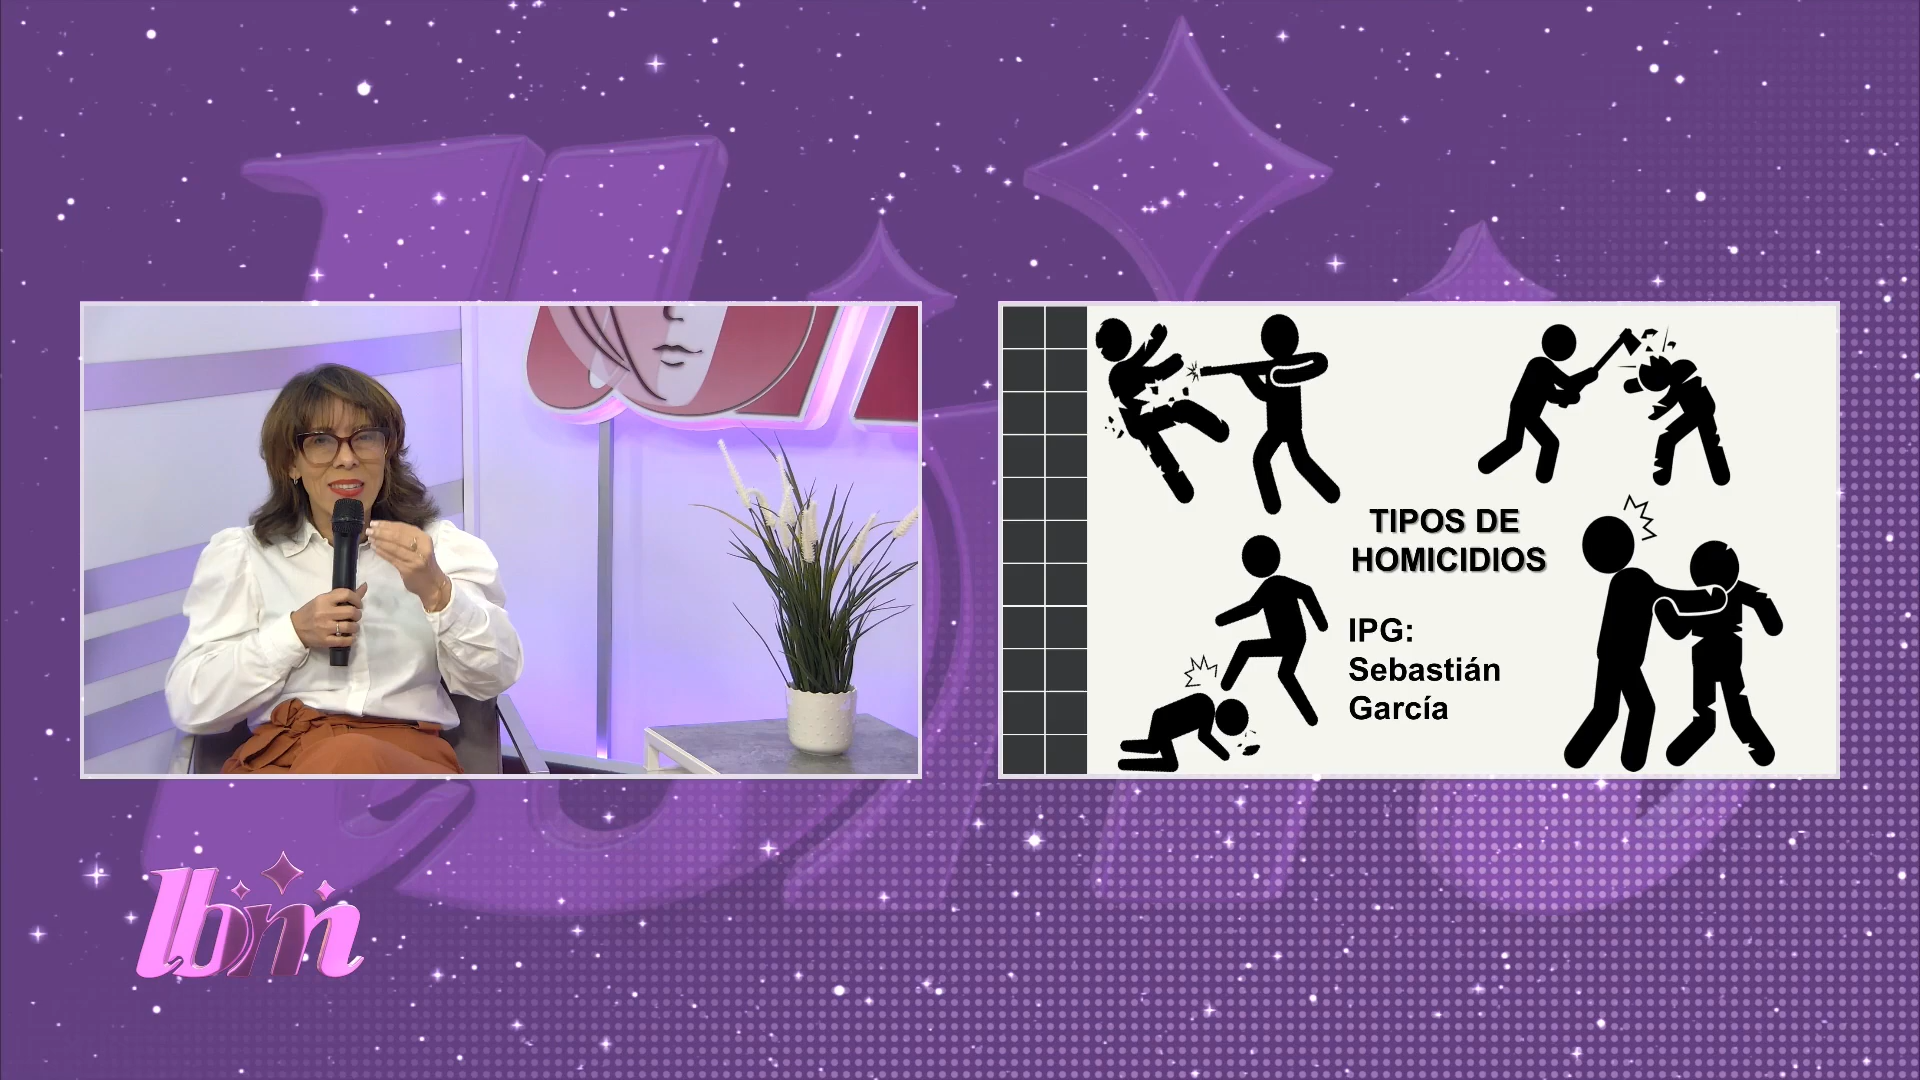 TIPOS DE
HOMICIDIOS
IPG:
Sebastián
García
lbm